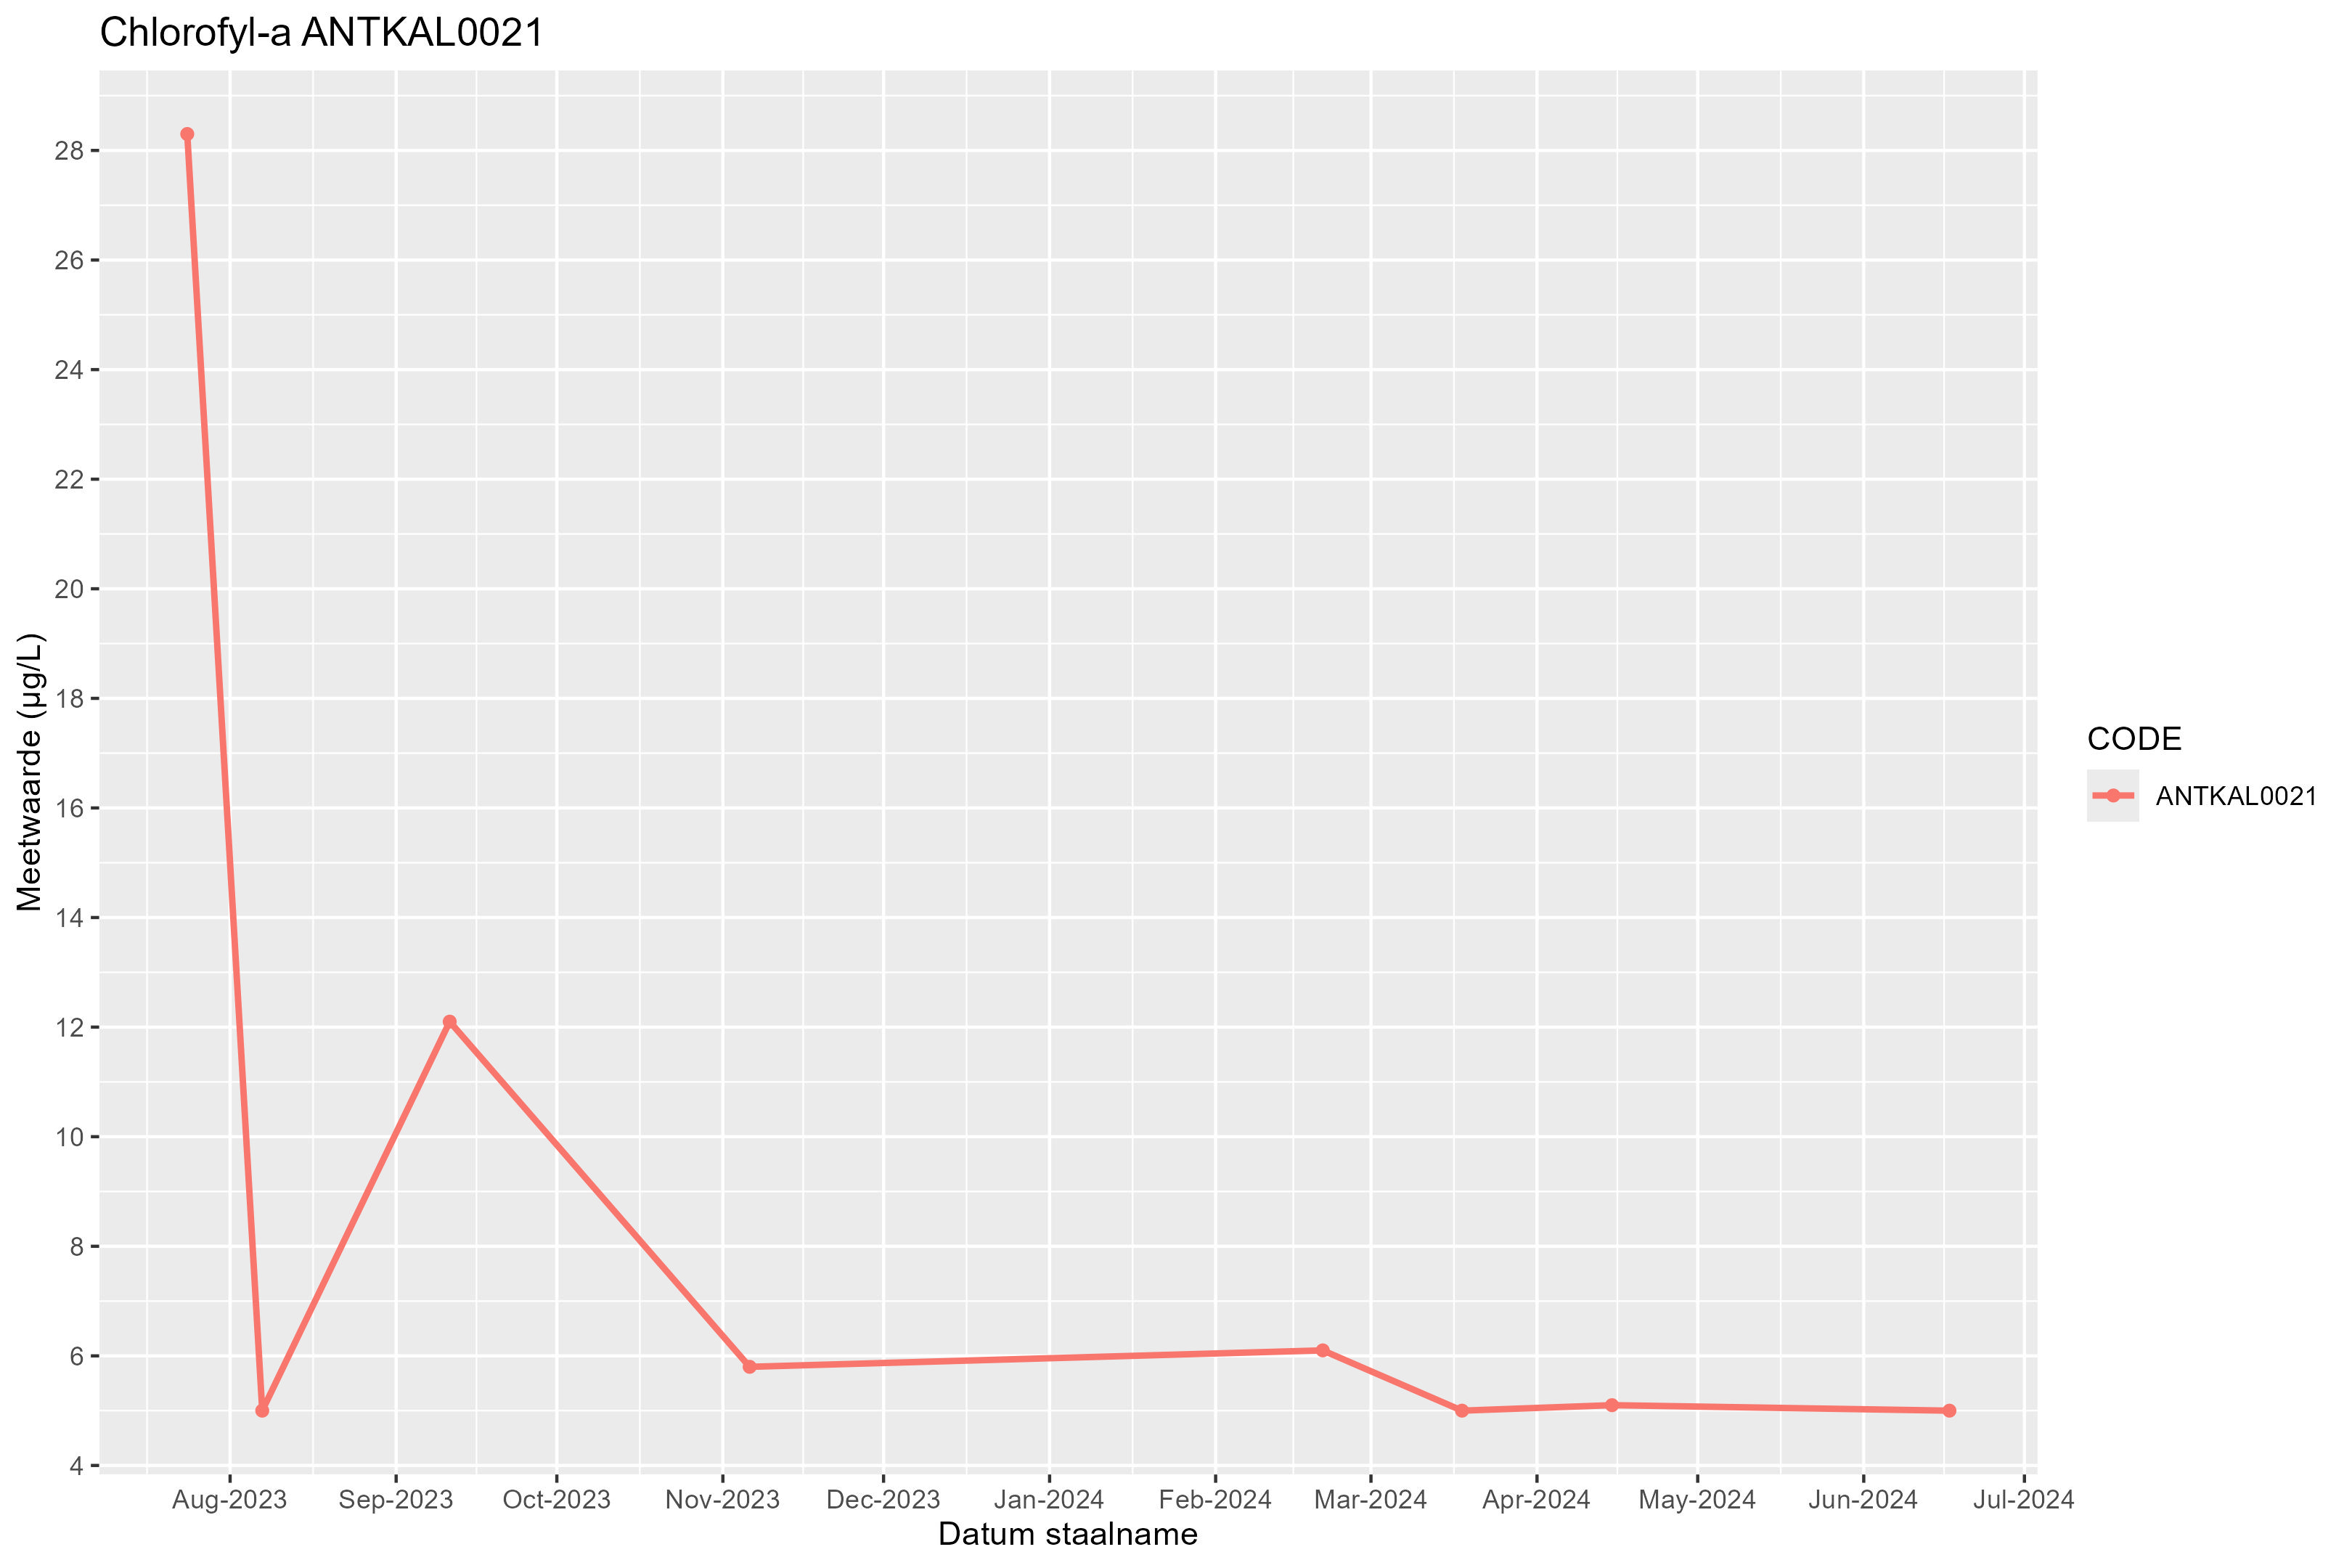 Chlorofyl-a ANTKAL0021
Meetwaarde (µg/L)
28
26
24
22
20
18
16
14
12
10
8
6
4
Aug-2023 Sep-2023 Oct-2023 Nov-2023 Dec-2023 Jan-2024 Feb-2024 Mar-2024 Apr-2024 May-2024 Jun-2024 Jul-2024
Datum staalname
CODE
ANTKAL0021